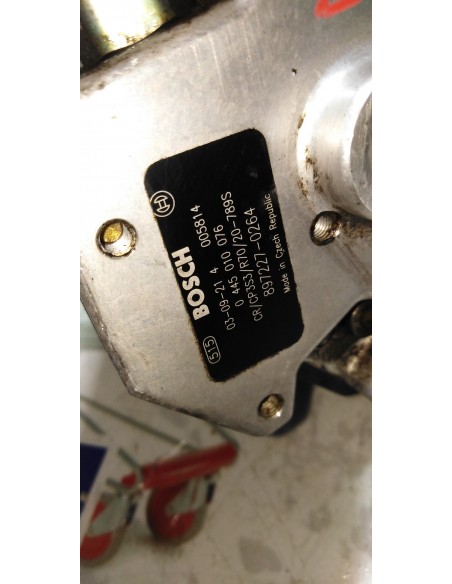 BOSCH
515 03-09-21 4 005814
0 445 010 076
CR/CP3S3/R70/20-789S
897227-0264
Made in Czech Republic